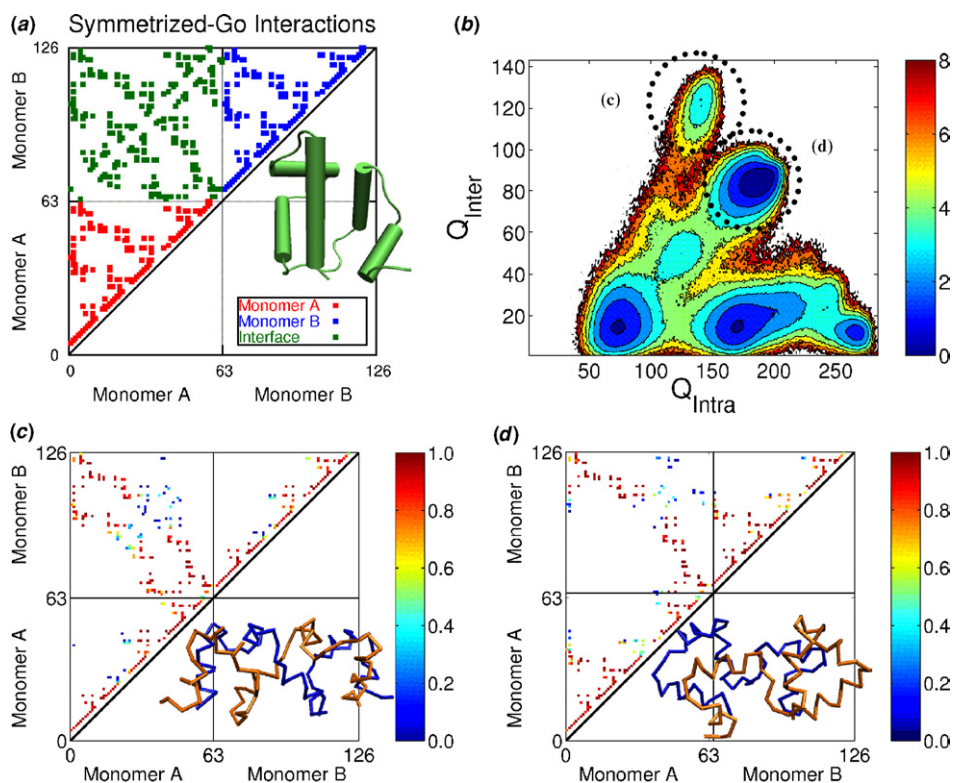 (a) Symmetrized-Go Interactions
126
Monomer B
63
Monomer A
0
0 63 126
Monomer A Monomer B
Monomer A
Monomer B
Interface
(b)
140
120
100
80
60
40
20
Q Inter
50 100 150 200 250
Q Intra
(c)
(d)
8
6
4
2
0
(c)
126
Monomer B
63
Monomer A
0
0 63 126
Monomer A Monomer B
1.0
0.8
0.6
0.4
0.2
0.0
(d)
126
Monomer B
63
Monomer A
0
0 63 126
Monomer A Monomer B
1.0
0.8
0.6
0.4
0.2
0.0